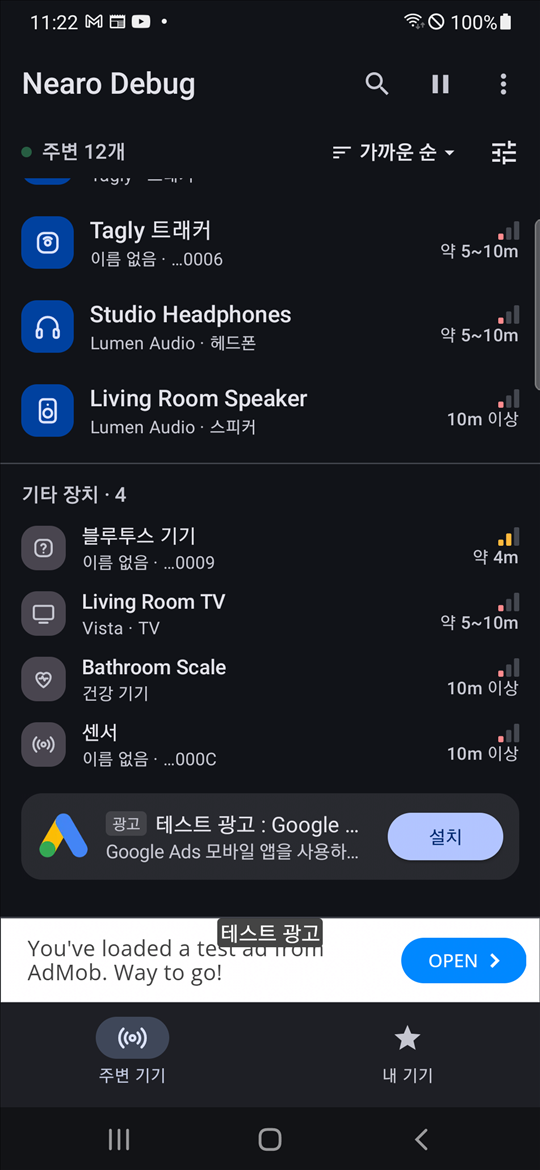 11:22
100%
Nearo Debug
주변 12개
가까운 순
Tagly · 트래커
Tagly 트래커
이름 없음 · ...0006
약 5~10m
Studio Headphones
Lumen Audio · 헤드폰
약 5~10m
Living Room Speaker
Lumen Audio · 스피커
10m 이상
기타 장치 · 4
블루투스 기기
이름 없음 · ...0009
약 4m
Living Room TV
Vista · TV
약 5~10m
Bathroom Scale
건강 기기
10m 이상
센서
이름 없음 · ...000C
10m 이상
광고 테스트 광고 : Google ...
Google Ads 모바일 앱을 사용하...
설치
테스트 광고
You've loaded a test ad from
AdMob. Way to go!
OPEN
주변 기기
내 기기